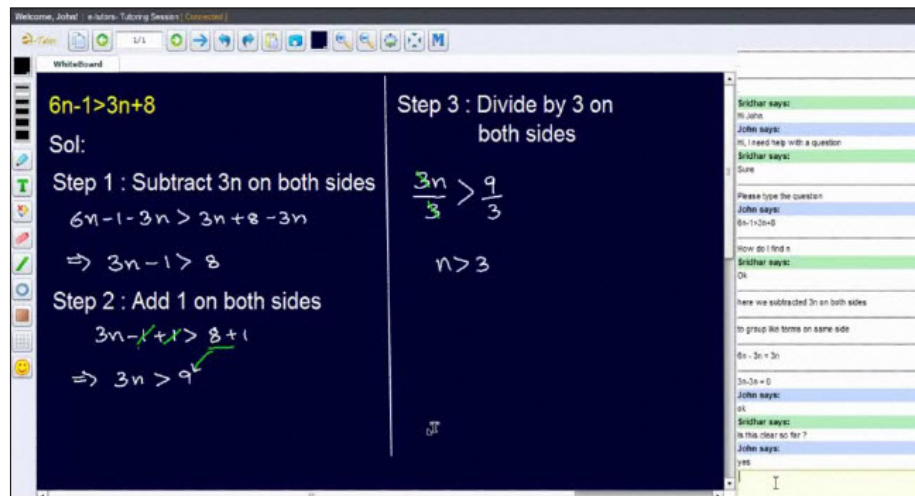 Welcome, John! | e-tutors- Tutoring Session [ Connected ]
1/1
M
WhiteBoard
6n-1>3n+8
Sol:
Step 1 : Subtract 3n on both sides
6n-1-3n > 3n+8-3n
⇒ 3n-1 > 8
Step 2 : Add 1 on both sides
3n-1+1 > 8+1
⇒ 3n > 9
Step 3 : Divide by 3 on
both sides
3n/3 > 9/3
n > 3
T
Sridhar says:
Hi John
John says:
Hi, I need help with a question
Sridhar says:
Sure
Please type the question
John says:
6n-1>3n+8
How do I find n
Sridhar says:
Ok
here we subtracted 3n on both sides
to group like terms on same side
6n - 3n = 3n
3n-3n = 0
John says:
ok
Sridhar says:
Is this clear so far ?
John says:
yes